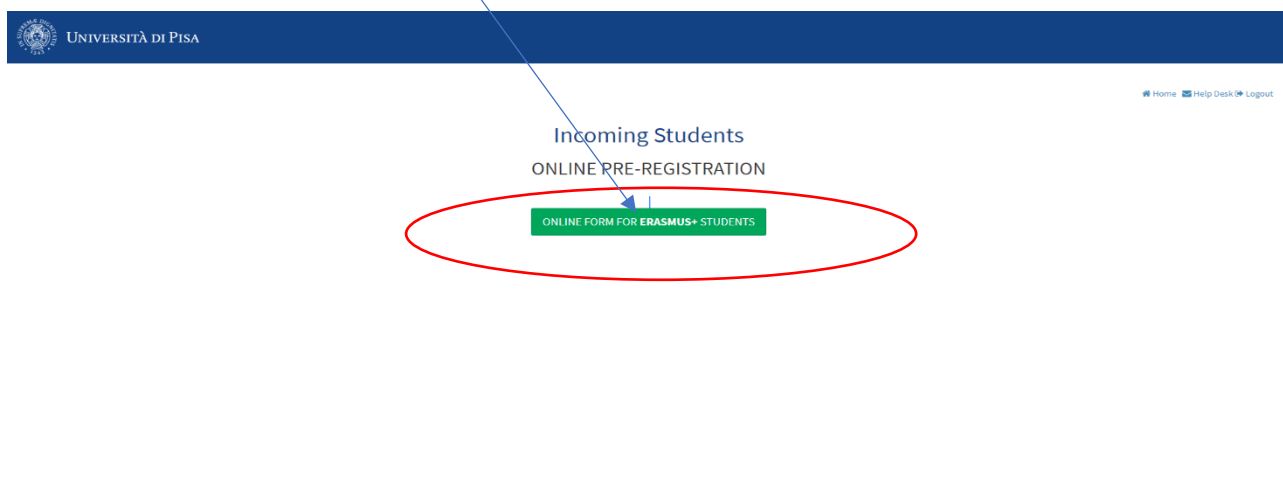 UNIVERSITÀ DI PISA
Home Help Desk Logout
Incoming Students
ONLINE PRE-REGISTRATION
ONLINE FORM FOR ERASMUS+ STUDENTS